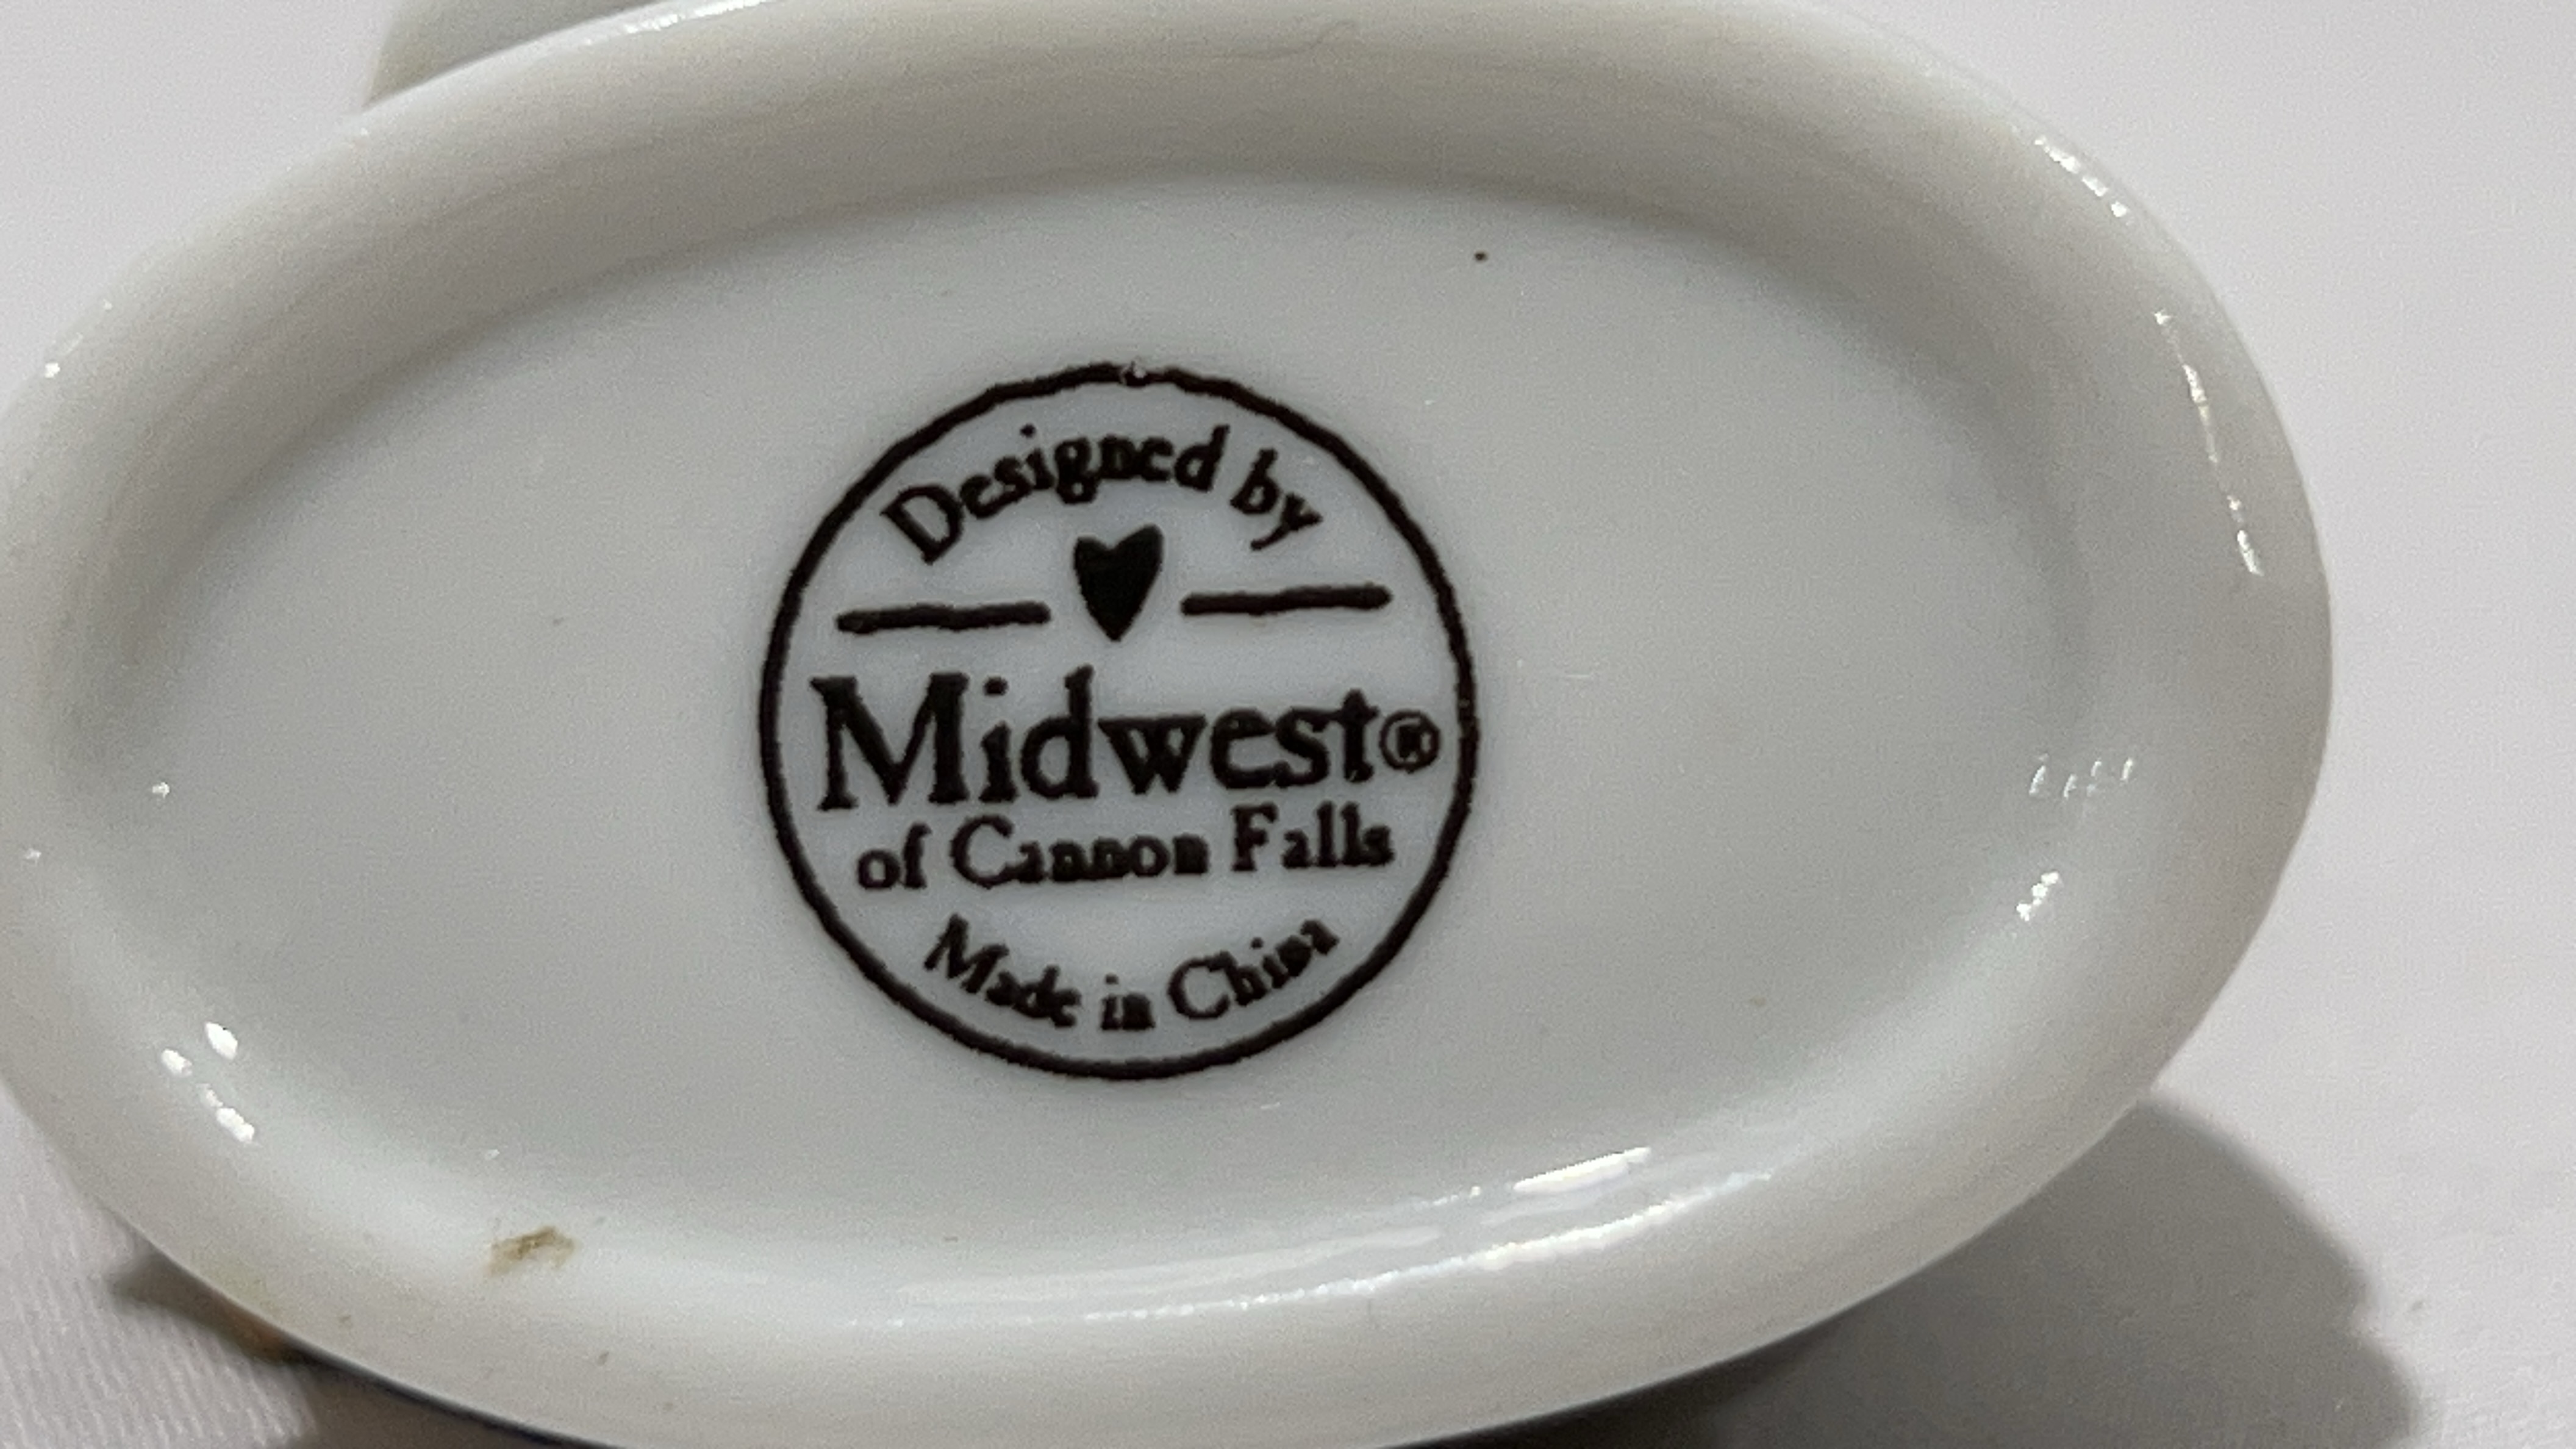 Designed by
Midwest®
of Cannon Falls
Made in China